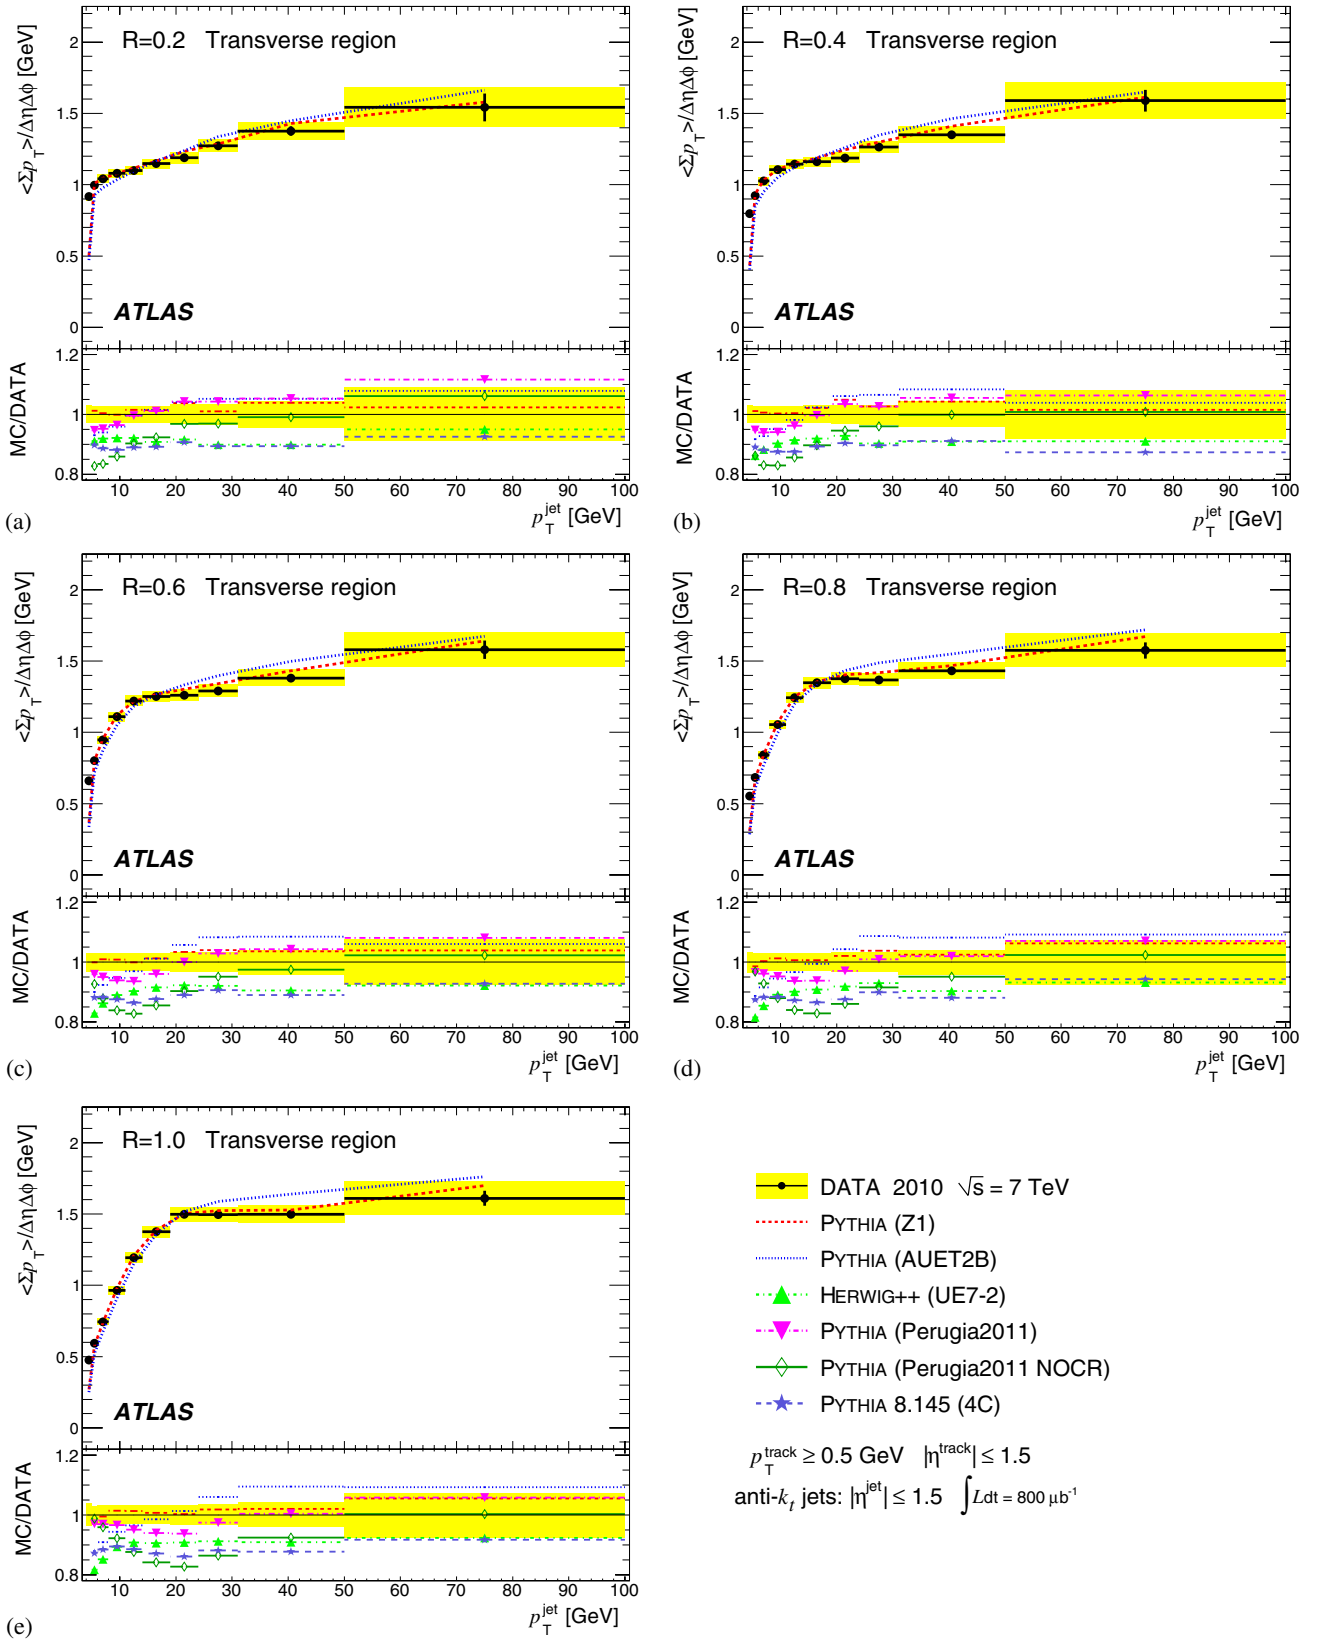 R=0.2 Transverse region
<Σp_T>/ΔηΔϕ [GeV]
2
1.5
1
0.5
0
ATLAS
MC/DATA
1.2
1
0.8
10 20 30 40 50 60 70 80 90 100
p_T^jet [GeV]
(a)
R=0.4 Transverse region
<Σp_T>/ΔηΔϕ [GeV]
2
1.5
1
0.5
0
ATLAS
MC/DATA
1.2
1
0.8
10 20 30 40 50 60 70 80 90 100
p_T^jet [GeV]
(b)
R=0.6 Transverse region
<Σp_T>/ΔηΔϕ [GeV]
2
1.5
1
0.5
0
ATLAS
MC/DATA
1.2
1
0.8
10 20 30 40 50 60 70 80 90 100
p_T^jet [GeV]
(c)
R=0.8 Transverse region
<Σp_T>/ΔηΔϕ [GeV]
2
1.5
1
0.5
0
ATLAS
MC/DATA
1.2
1
0.8
10 20 30 40 50 60 70 80 90 100
p_T^jet [GeV]
(d)
R=1.0 Transverse region
<Σp_T>/ΔηΔϕ [GeV]
2
1.5
1
0.5
0
ATLAS
MC/DATA
1.2
1
0.8
10 20 30 40 50 60 70 80 90 100
p_T^jet [GeV]
(e)
DATA 2010 √s = 7 TeV
PYTHIA (Z1)
PYTHIA (AUET2B)
HERWIG++ (UE7-2)
PYTHIA (Perugia2011)
PYTHIA (Perugia2011 NOCR)
PYTHIA 8.145 (4C)
p_T^track ≥ 0.5 GeV |η^track| ≤ 1.5
anti-k_t jets: |η^jet| ≤ 1.5 ∫Ldt = 800 μb^-1